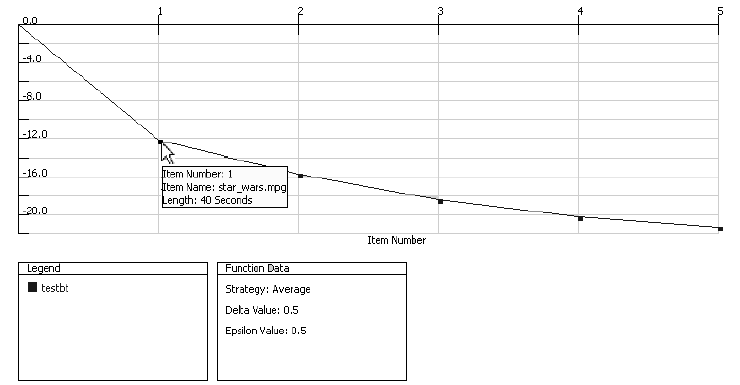 1 2 3 4 5
0.0
-4.0
-8.0
-12.0
-16.0
-20.0
Item Number: 1
Item Name: star_wars.mpg
Length: 40 Seconds
Item Number
Legend
testbt
Function Data
Strategy: Average
Delta Value: 0.5
Epsilon Value: 0.5